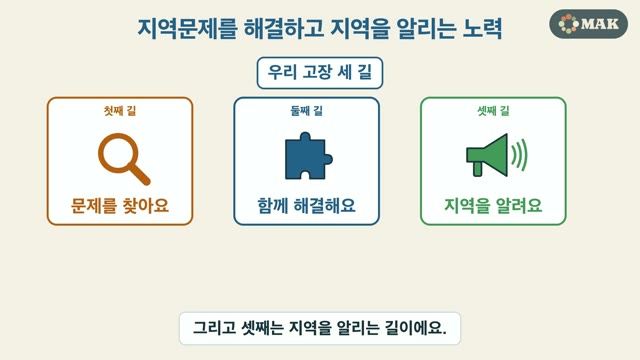 지역문제를 해결하고 지역을 알리는 노력
MAK
우리 고장 세 길
첫째 길
문제를 찾아요
둘째 길
함께 해결해요
셋째 길
지역을 알려요
그리고 셋째는 지역을 알리는 길이에요.